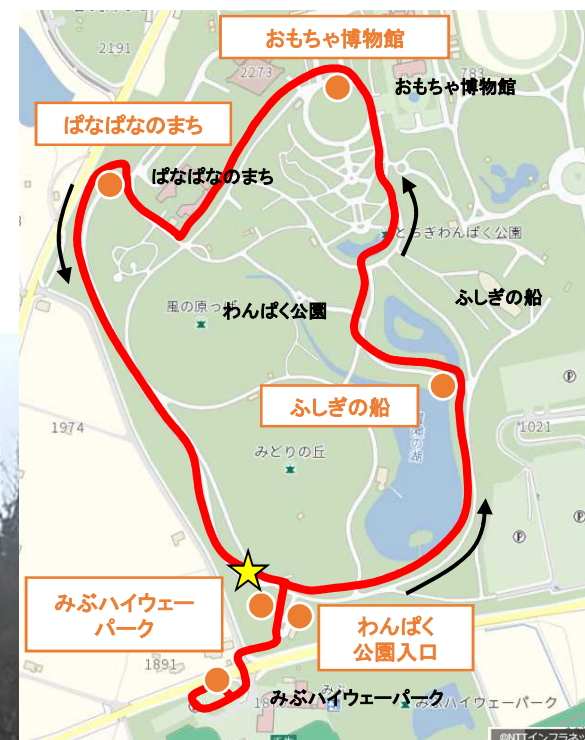 おもちゃ博物館
2191
2273
783
おもちゃ博物館
ぱなぱなのまち
ぱなぱなのまち
とちぎわんぱく公園
ふしぎの船
風の原っぱ
わんぱく公園
Ⓟ
ふしぎの船
1974
1021
みどりの丘
Ⓟ
Ⓟ
みぶハイウェー
パーク
わんぱく
公園入口
1891
みぶハイウェーパーク
みぶハイウェーパーク
©NTTインフラネッ